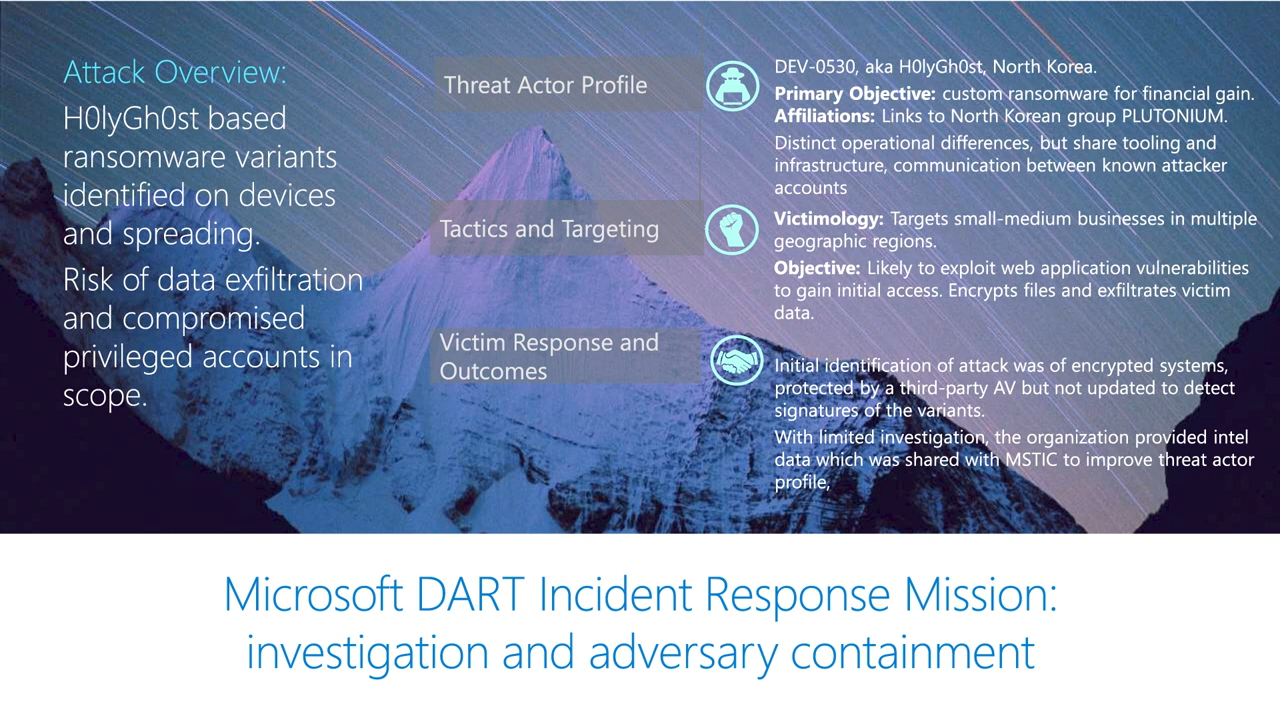 Attack Overview:
H0lyGh0st based
ransomware variants
identified on devices
and spreading.
Risk of data exfiltration
and compromised
privileged accounts in
scope.
Threat Actor Profile
DEV-0530, aka H0lyGh0st, North Korea.
Primary Objective: custom ransomware for financial gain.
Affiliations: Links to North Korean group PLUTONIUM.
Distinct operational differences, but share tooling and
infrastructure, communication between known attacker
accounts
Tactics and Targeting
Victimology: Targets small-medium businesses in multiple
geographic regions.
Objective: Likely to exploit web application vulnerabilities
to gain initial access. Encrypts files and exfiltrates victim
data.
Victim Response and
Outcomes
Initial identification of attack was of encrypted systems,
protected by a third-party AV but not updated to detect
signatures of the variants.
With limited investigation, the organization provided intel
data which was shared with MSTIC to improve threat actor
profile,
Microsoft DART Incident Response Mission:
investigation and adversary containment